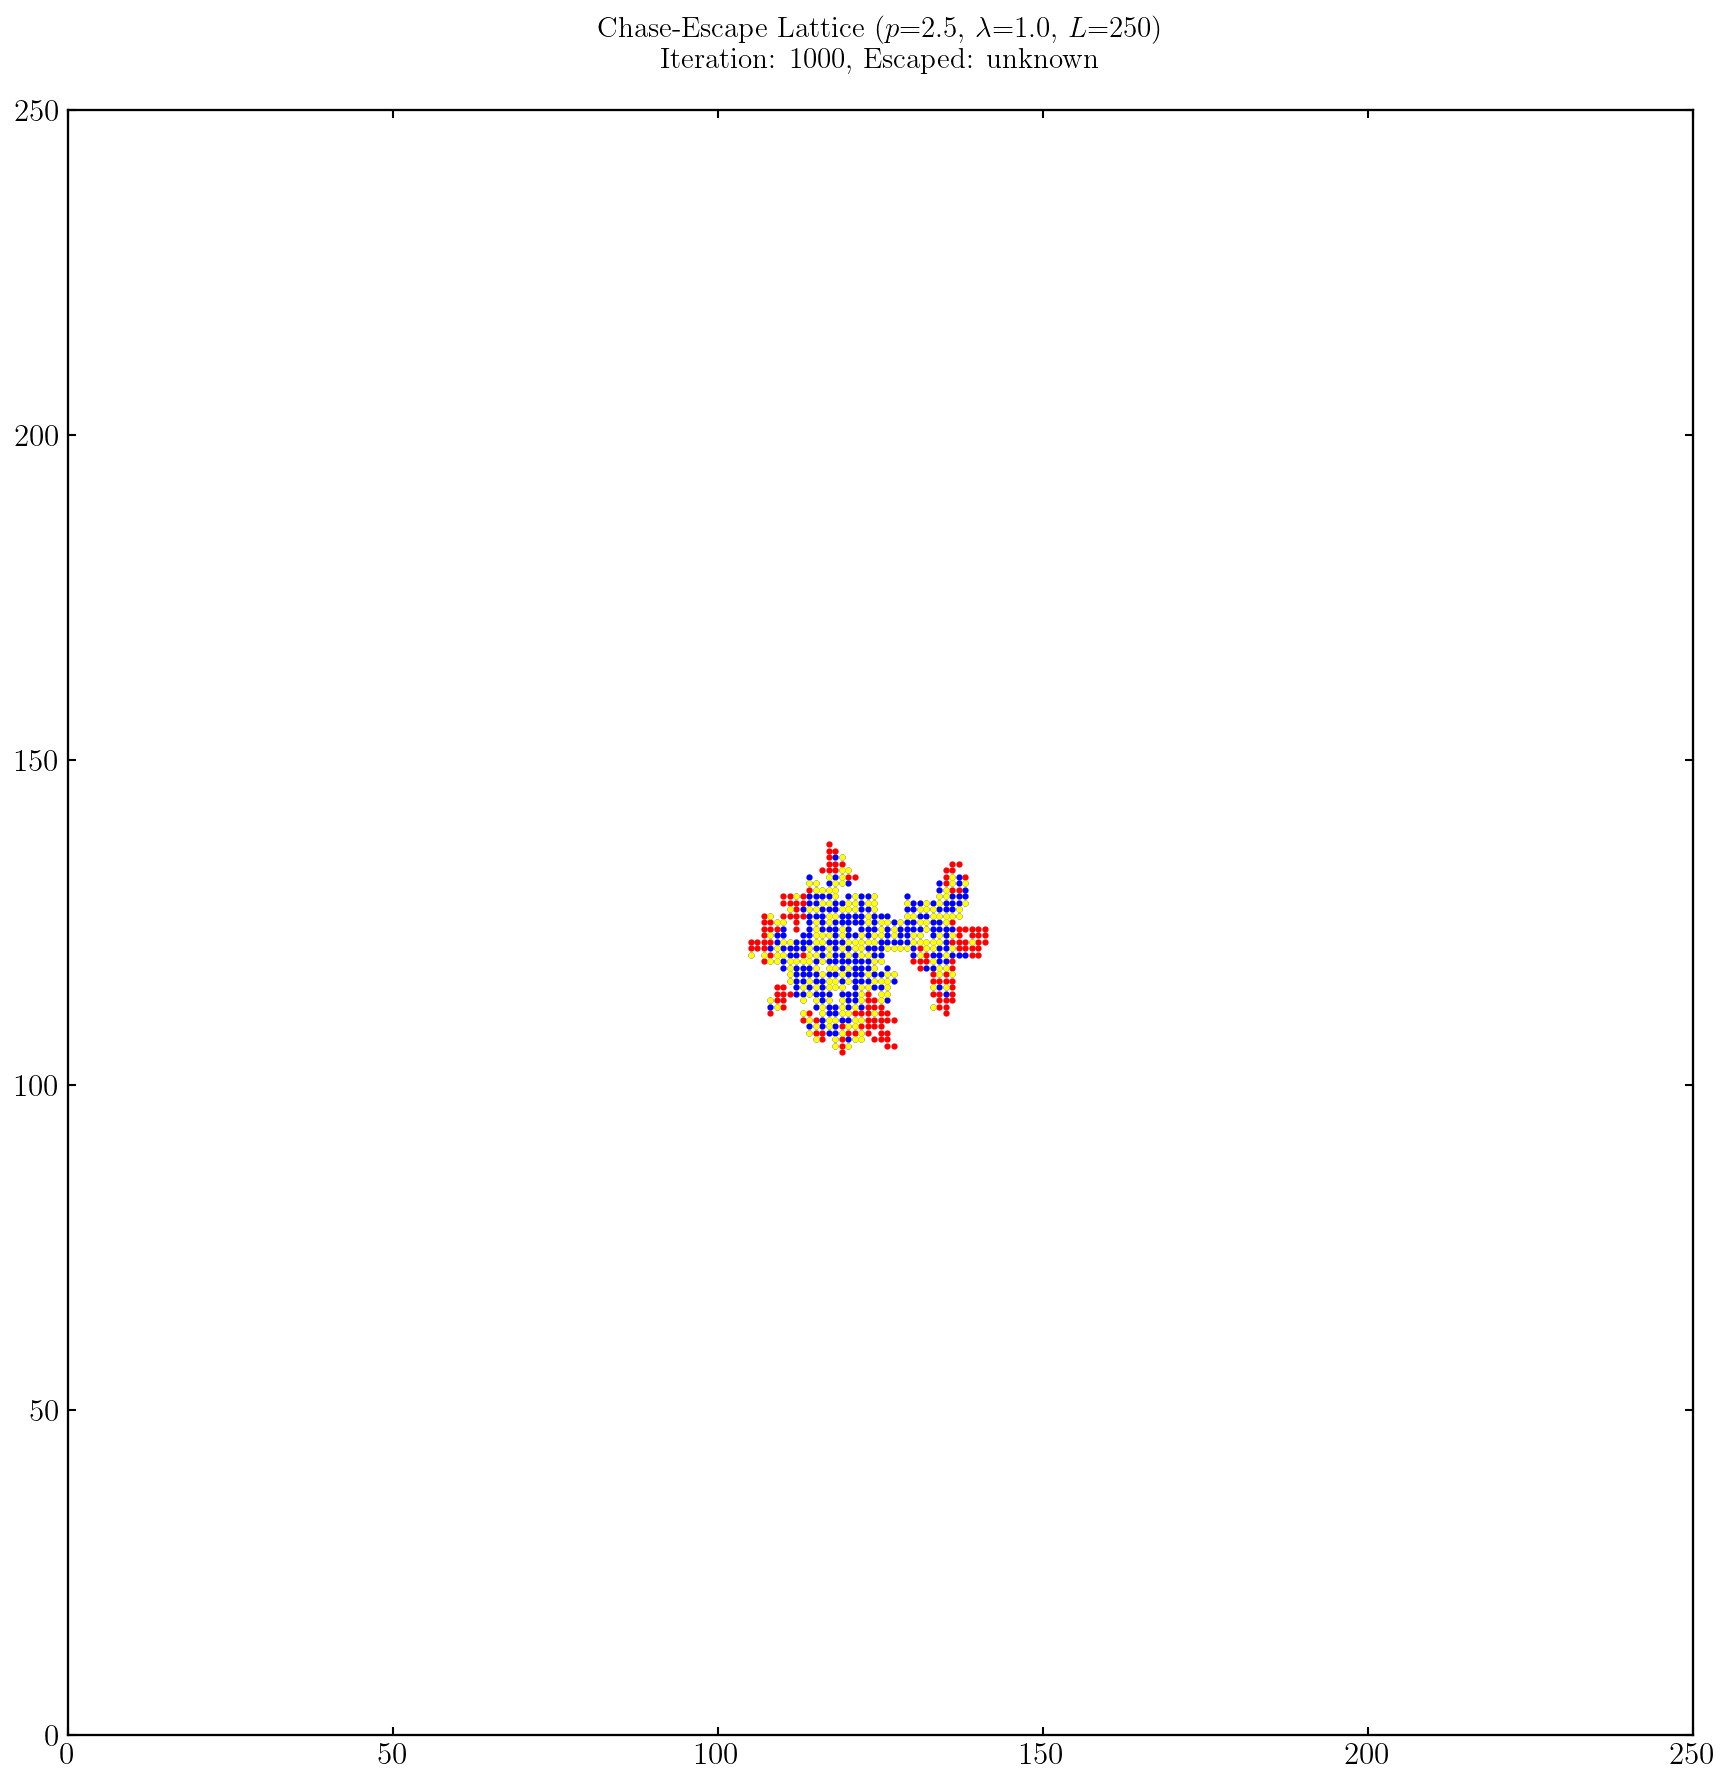 Chase-Escape Lattice (p=2.5, λ=1.0, L=250)
Iteration: 1000, Escaped: unknown
250
200
150
100
50
0
0 50 100 150 200 250